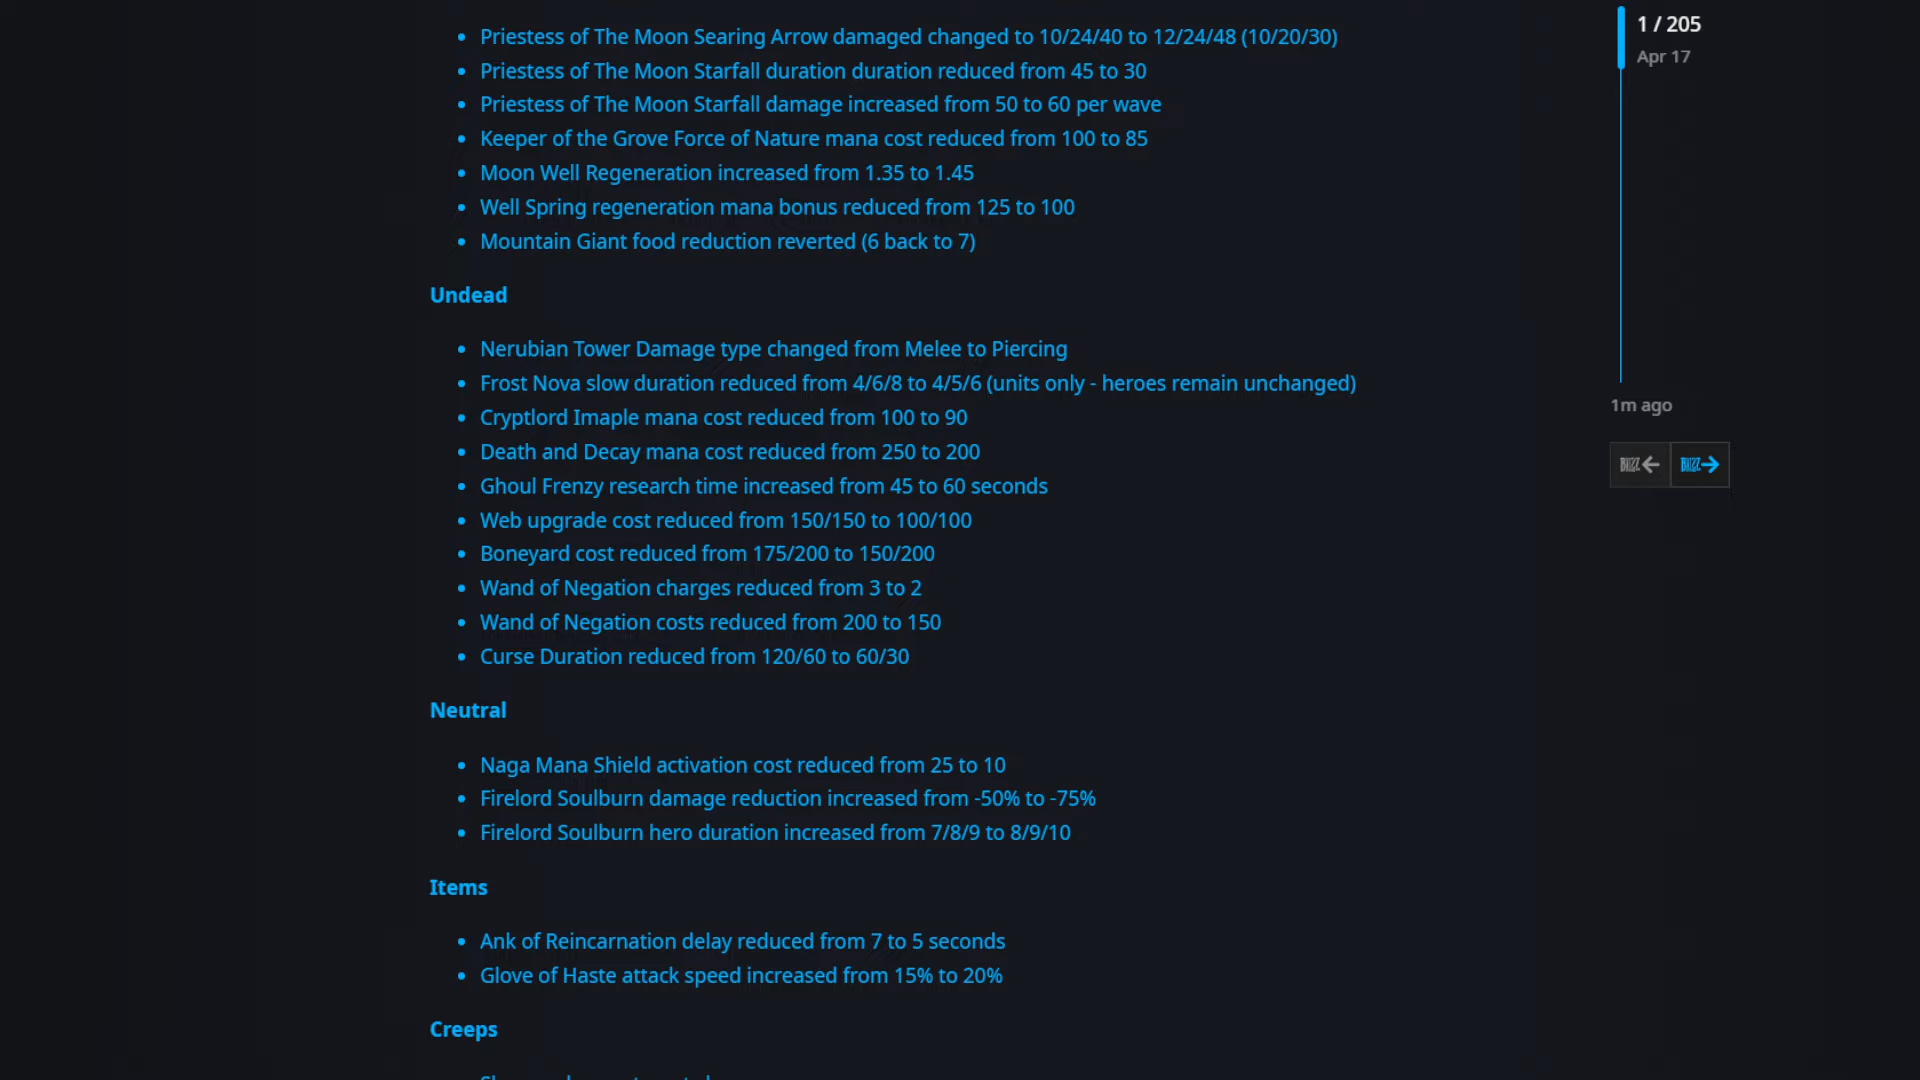 Priestess of The Moon Searing Arrow damaged changed to 10/24/40 to 12/24/48 (10/20/30)
Priestess of The Moon Starfall duration duration reduced from 45 to 30
Priestess of The Moon Starfall damage increased from 50 to 60 per wave
Keeper of the Grove Force of Nature mana cost reduced from 100 to 85
Moon Well Regeneration increased from 1.35 to 1.45
Well Spring regeneration mana bonus reduced from 125 to 100
Mountain Giant food reduction reverted (6 back to 7)
Undead
Nerubian Tower Damage type changed from Melee to Piercing
Frost Nova slow duration reduced from 4/6/8 to 4/5/6 (units only - heroes remain unchanged)
Cryptlord Imaple mana cost reduced from 100 to 90
Death and Decay mana cost reduced from 250 to 200
Ghoul Frenzy research time increased from 45 to 60 seconds
Web upgrade cost reduced from 150/150 to 100/100
Boneyard cost reduced from 175/200 to 150/200
Wand of Negation charges reduced from 3 to 2
Wand of Negation costs reduced from 200 to 150
Curse Duration reduced from 120/60 to 60/30
Neutral
Naga Mana Shield activation cost reduced from 25 to 10
Firelord Soulburn damage reduction increased from -50% to -75%
Firelord Soulburn hero duration increased from 7/8/9 to 8/9/10
Items
Ank of Reincarnation delay reduced from 7 to 5 seconds
Glove of Haste attack speed increased from 15% to 20%
Creeps
1 / 205
Apr 17
1m ago
BLIZZ
BLIZZ